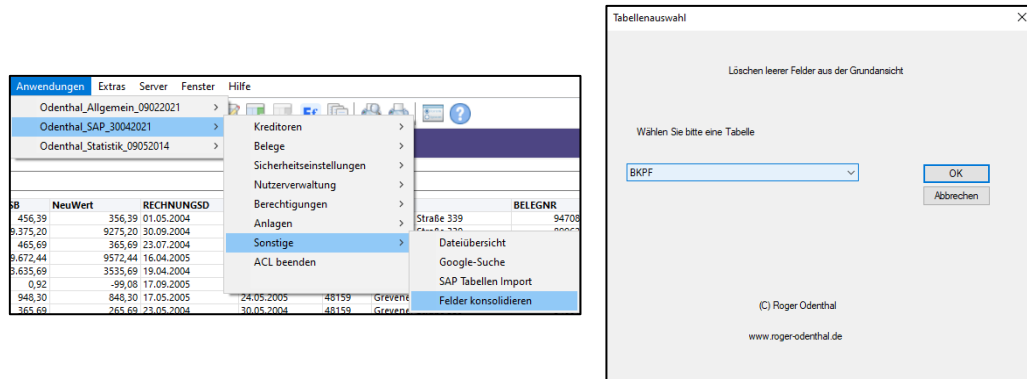 Anwendungen Extras Server Fenster Hilfe
Odenthal_Allgemein_09022021 >
Odenthal_SAP_30042021 >
Odenthal_Statistik_09052014 >
Kreditoren >
Belege >
Sicherheitseinstellungen >
Nutzerverwaltung >
Berechtigungen >
Anlagen >
Sonstige >
ACL beenden
Dateiübersicht
Google-Suche
SAP Tabellen Import
Felder konsolidieren
SB NeuWert RECHNUNGSD BELEGNR
456,39 356,39 01.05.2004 Straße 339 94708
9.375,20 9275,20 30.09.2004
465,69 365,69 23.07.2004
9.672,44 9572,44 16.04.2005
3.635,69 3535,69 19.04.2004
0,92 -99,08 17.09.2005
948,30 848,30 17.05.2005 24.05.2005 48159 Greven
365,69 265,69 23.05.2004 30.05.2004 48159 Greven
Tabellenauswahl
Löschen leerer Felder aus der Grundansicht
Wählen Sie bitte eine Tabelle
BKPF
OK
Abbrechen
(C) Roger Odenthal
www.roger-odenthal.de